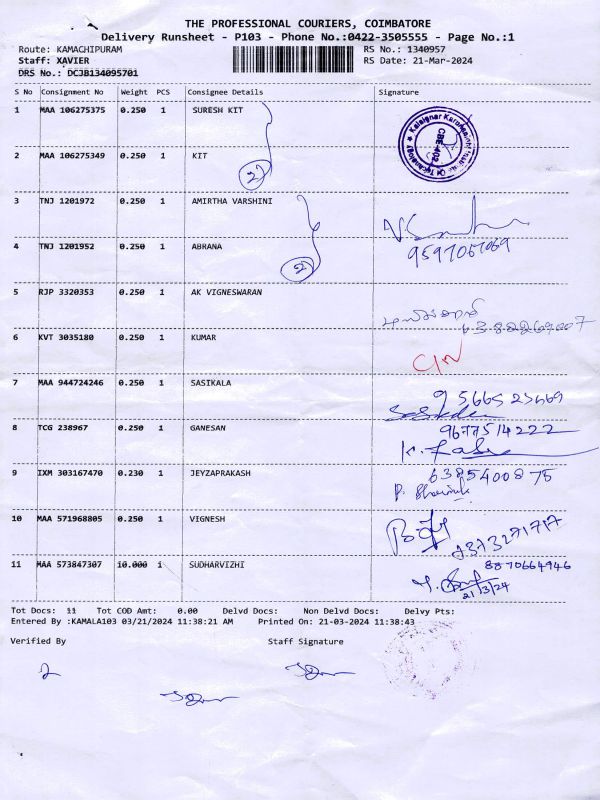 THE PROFESSIONAL COURIERS, COIMBATORE
Delivery Runsheet - P103 - Phone No.:0422-3505555 - Page No.:1
Route: KAMACHIPURAM RS No.: 1340957
Staff: XAVIER RS Date: 21-Mar-2024
DRS No.: DCJB134095701
S No Consignment No Weight PCS Consignee Details Signature
1 MAA 106275375 0.250 1 SURESH KIT
2 MAA 106275349 0.250 1 KIT
CBE-402
2
3 TNJ 1201972 0.250 1 AMIRTHA VARSHINI
4 TNJ 1201952 0.250 1 ABRANA
2
5 RJP 3320353 0.250 1 AK VIGNESWARAN
6 KVT 3035180 0.250 1 KUMAR
7 MAA 944724246 0.250 1 SASIKALA
8 TCG 238967 0.250 1 GANESAN
9677514222
9 IXM 303167470 0.230 1 JEYZAPRAKASH
6385400875
10 MAA 571968805 0.250 1 VIGNESH
11 MAA 573847307 10.000 1 SUDHARVIZHI
8870664946
21/3/24
Tot Docs: 11 Tot COD Amt: 0.00 Delvd Docs: Non Delvd Docs: Delvy Pts:
Entered By :KAMALA103 03/21/2024 11:38:21 AM Printed On: 21-03-2024 11:38:43
Verified By Staff Signature